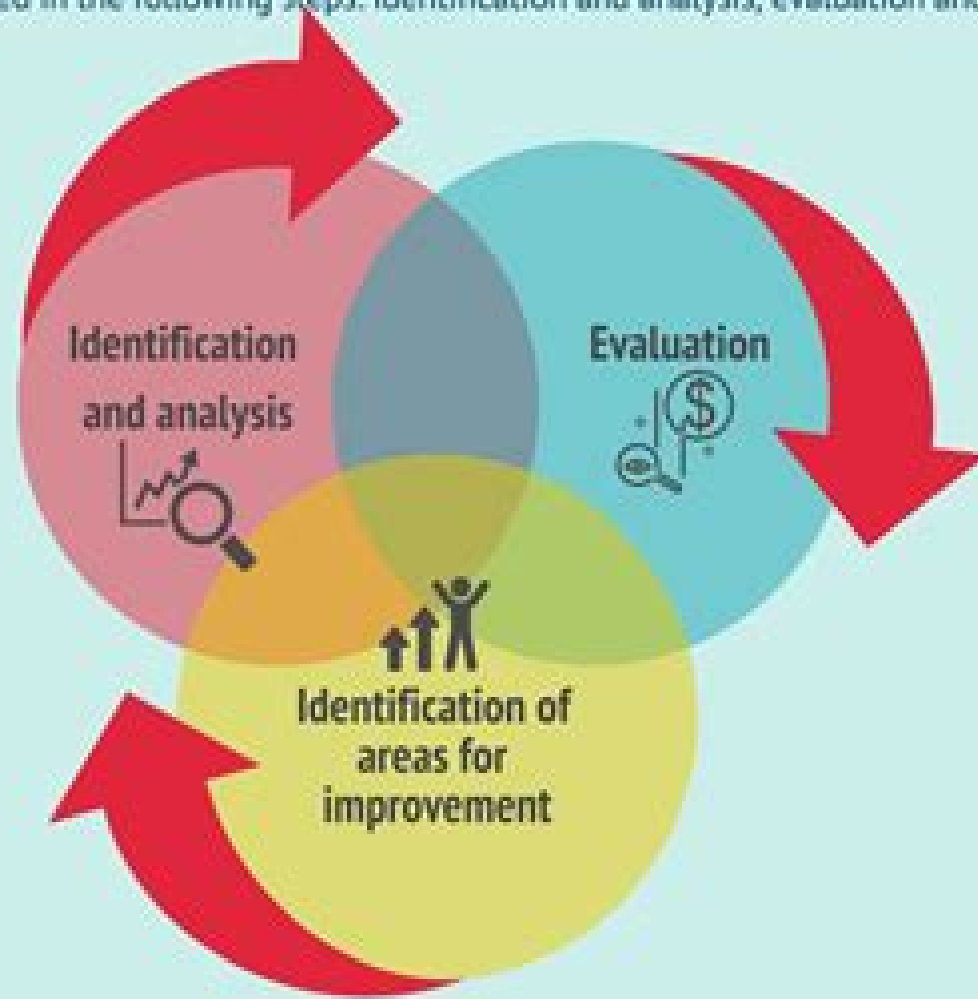 in the following steps: Identification and analysis, evaluation and
Identification
and analysis
Evaluation
$
Identification of
areas for
improvement